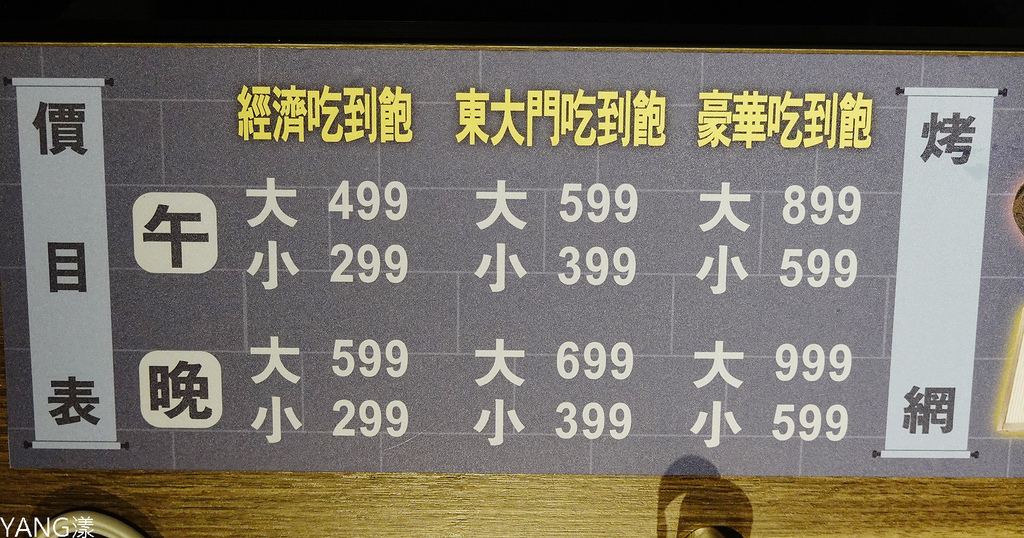 價目表
經濟吃到飽 東大門吃到飽 豪華吃到飽
午
大 499 大 599 大 899
小 299 小 399 小 599
晚
大 599 大 699 大 999
小 299 小 399 小 599
烤網
YANG漾